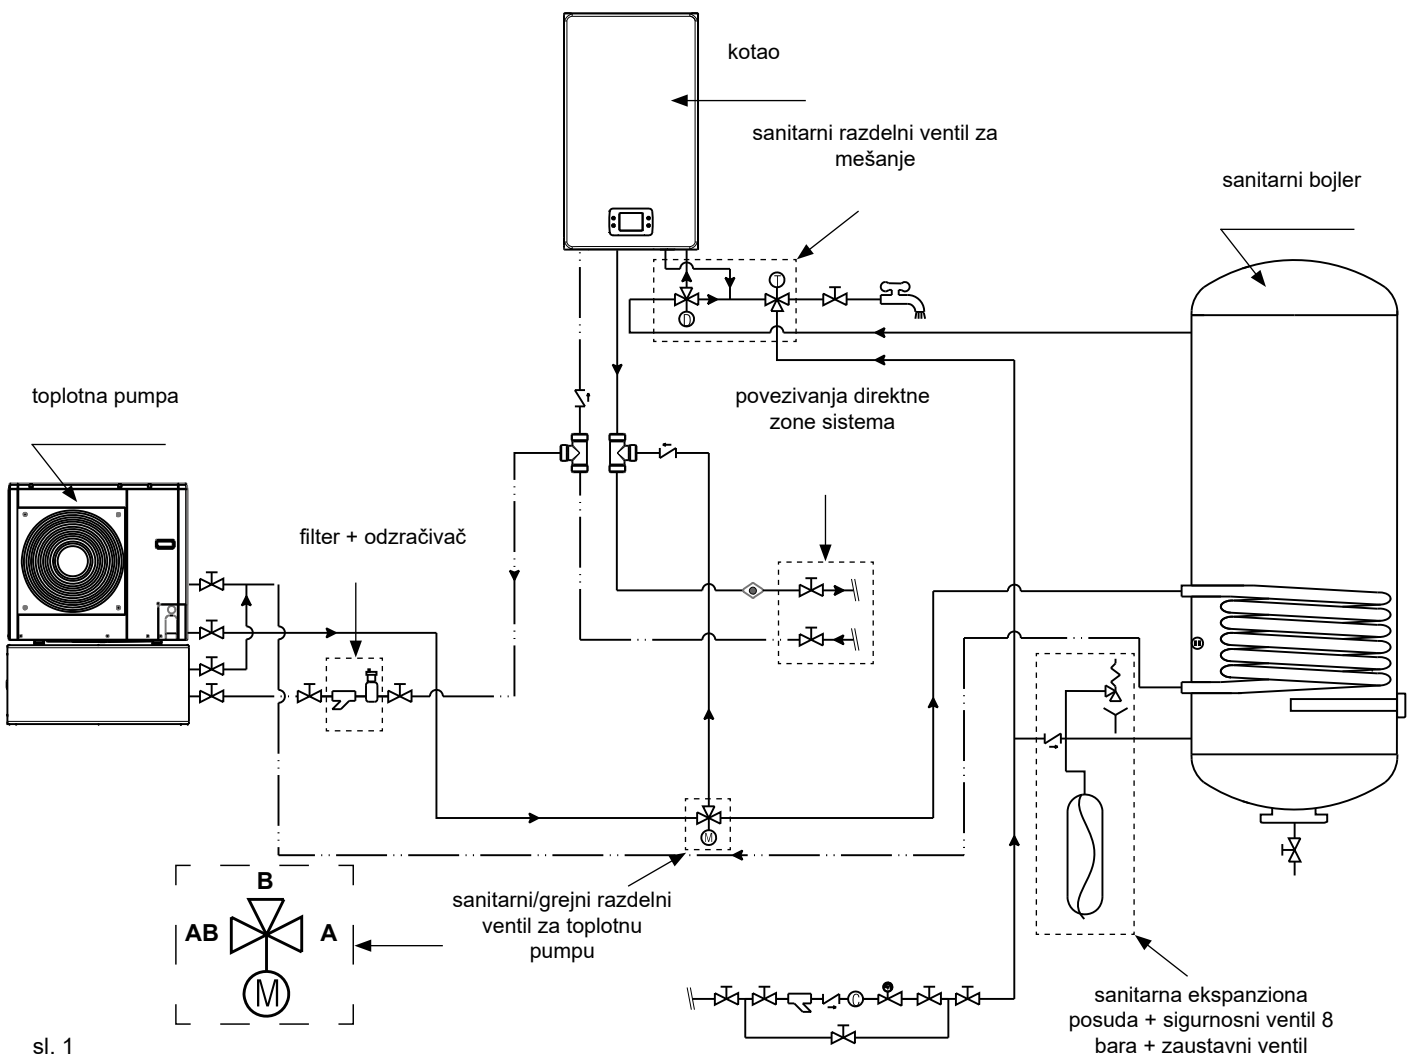 kotao
sanitarni razdelni ventil za
mešanje
sanitarni bojler
T
D
toplotna pumpa
povezivanja direktne
zone sistema
filter + odzračivač
M
sanitarni/grejni razdelni
ventil za toplotnu
pumpu
B
AB
A
M
C
sanitarna ekspanziona
posuda + sigurnosni ventil 8
bara + zaustavni ventil
sl. 1